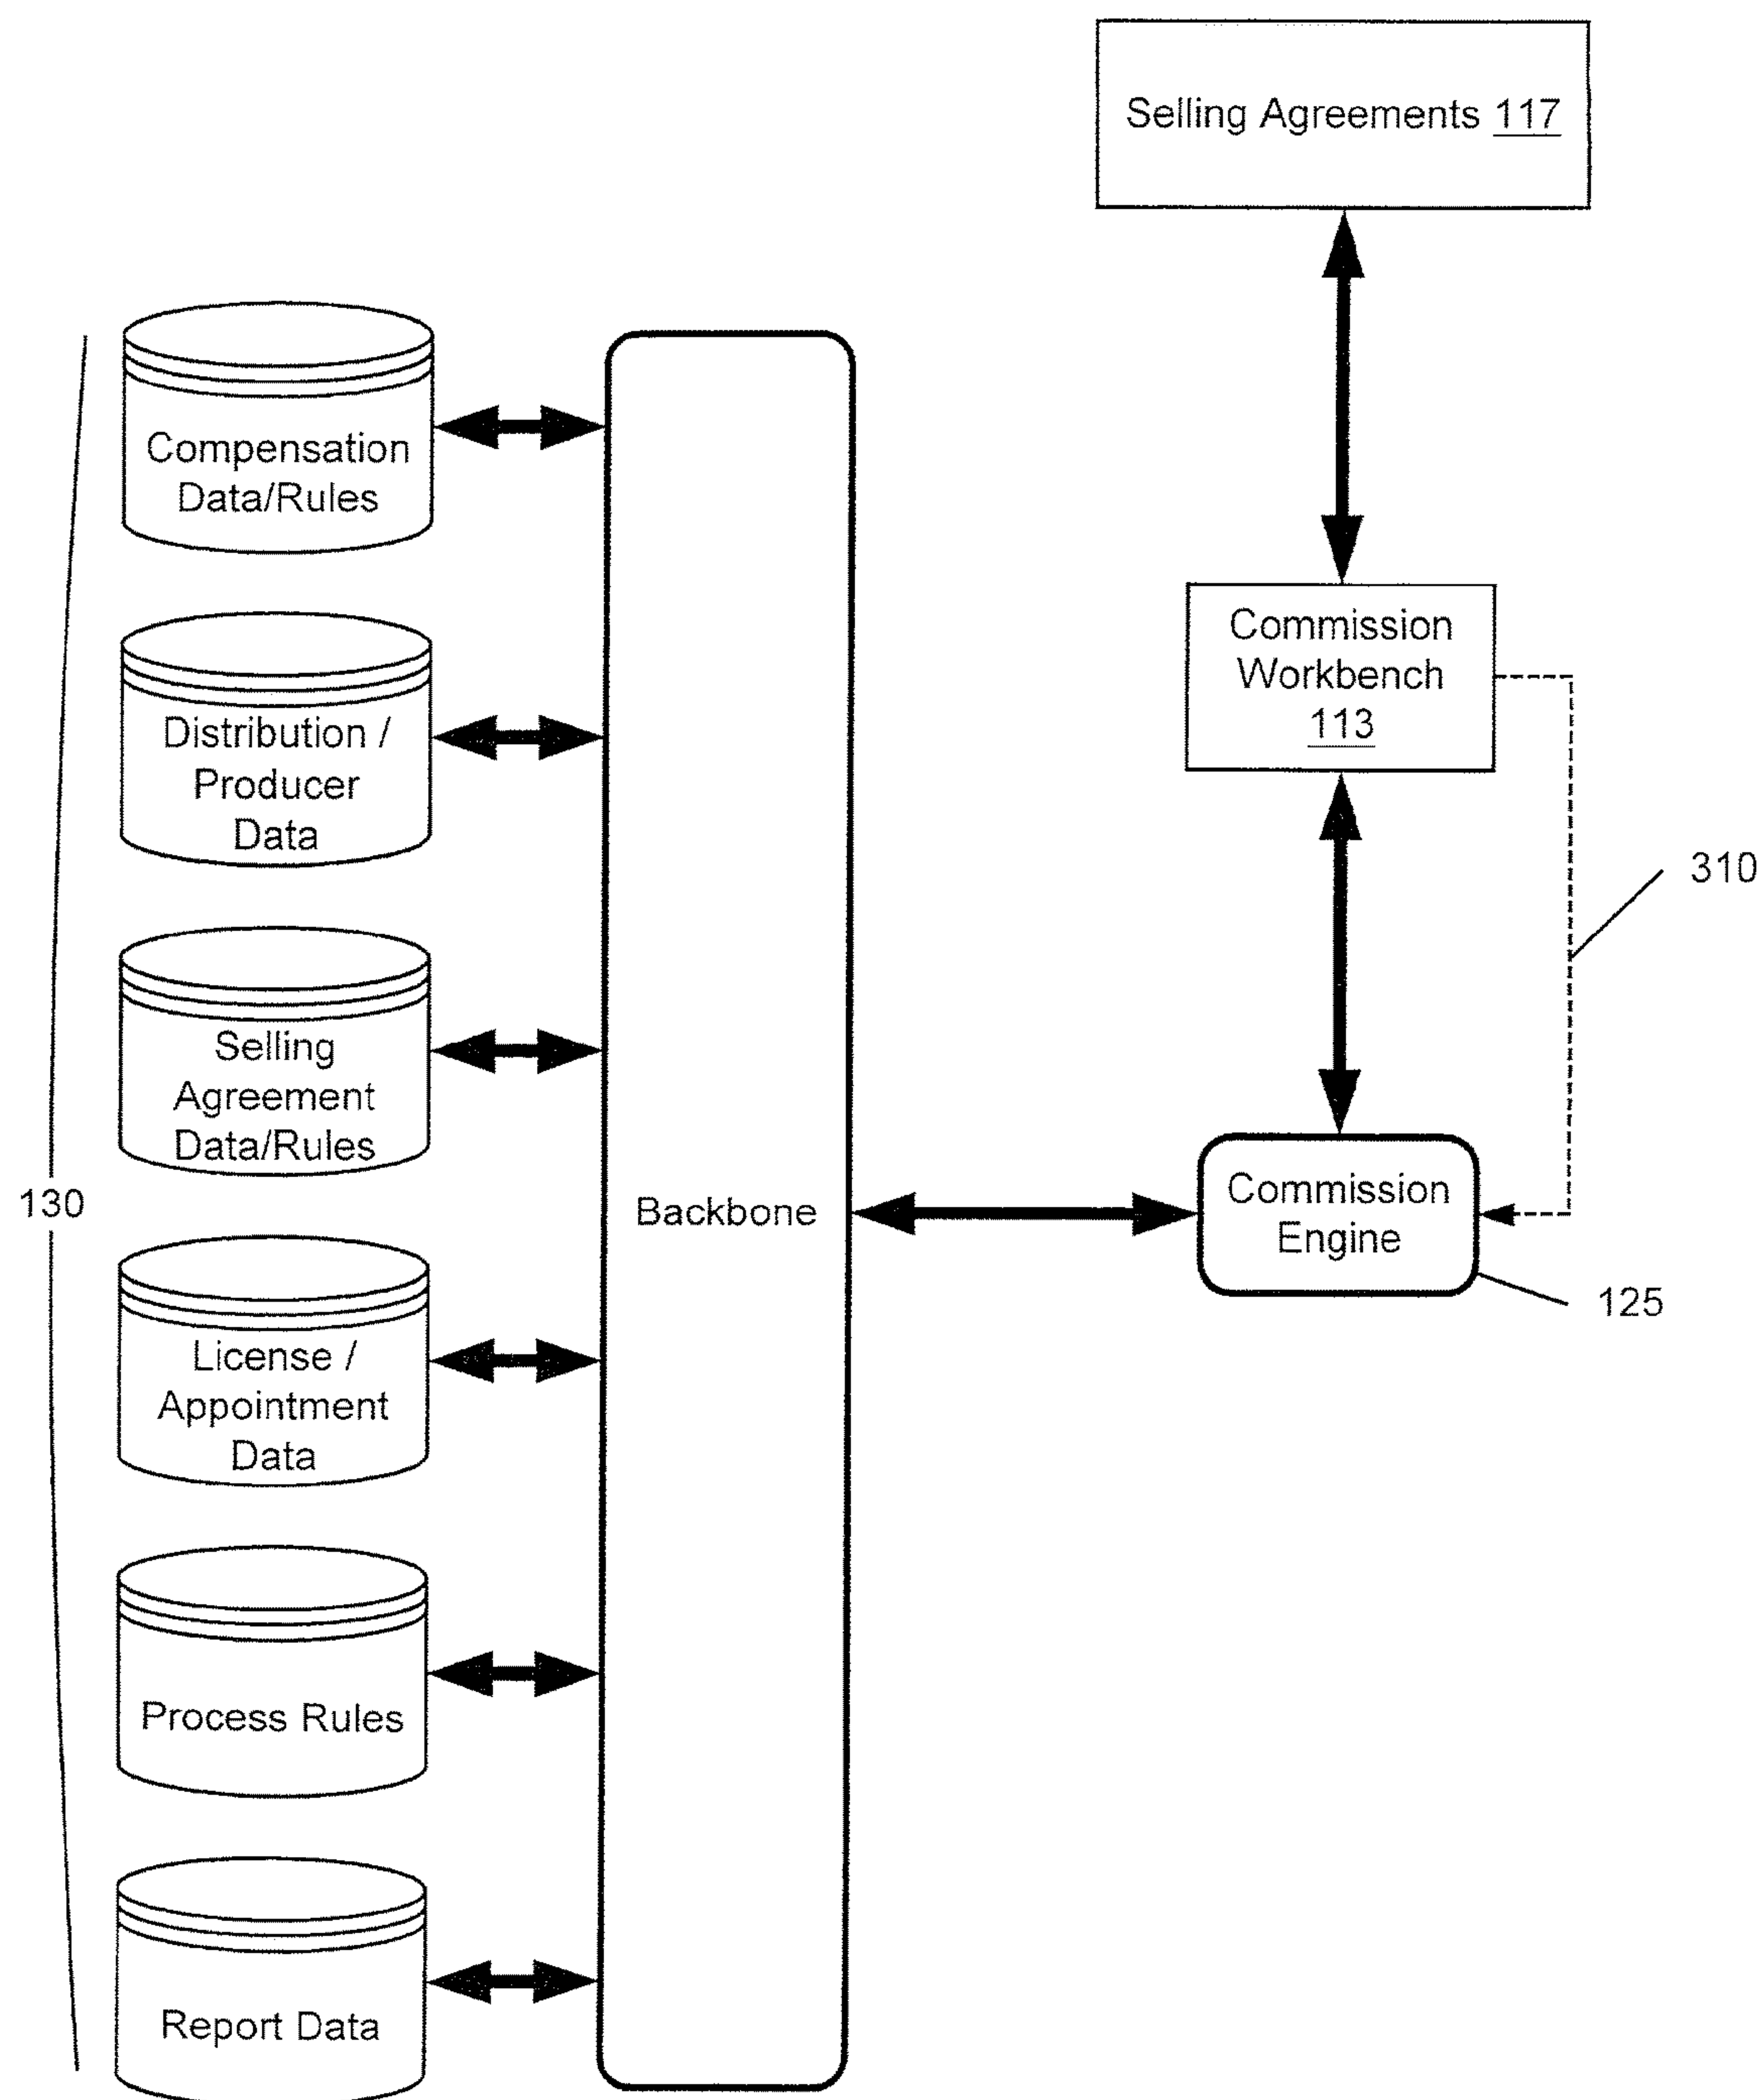 Selling Agreements 117
Compensation
Data/Rules
Distribution /
Producer
Data
Selling
Agreement
Data/Rules
130
License /
Appointment
Data
Process Rules
Report Data
Backbone
Commission
Workbench
113
310
Commission
Engine
125